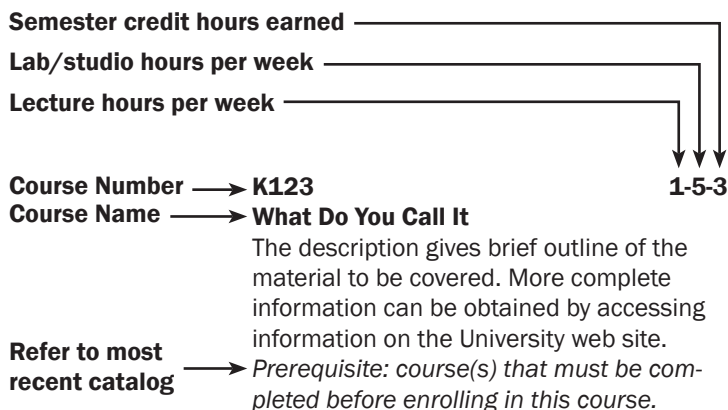 Semester credit hours earned
Lab/studio hours per week
Lecture hours per week
Course Number K123 1-5-3
Course Name What Do You Call It
The description gives brief outline of the
material to be covered. More complete
information can be obtained by accessing
information on the University web site.
Refer to most
recent catalog
Prerequisite: course(s) that must be com-
pleted before enrolling in this course.